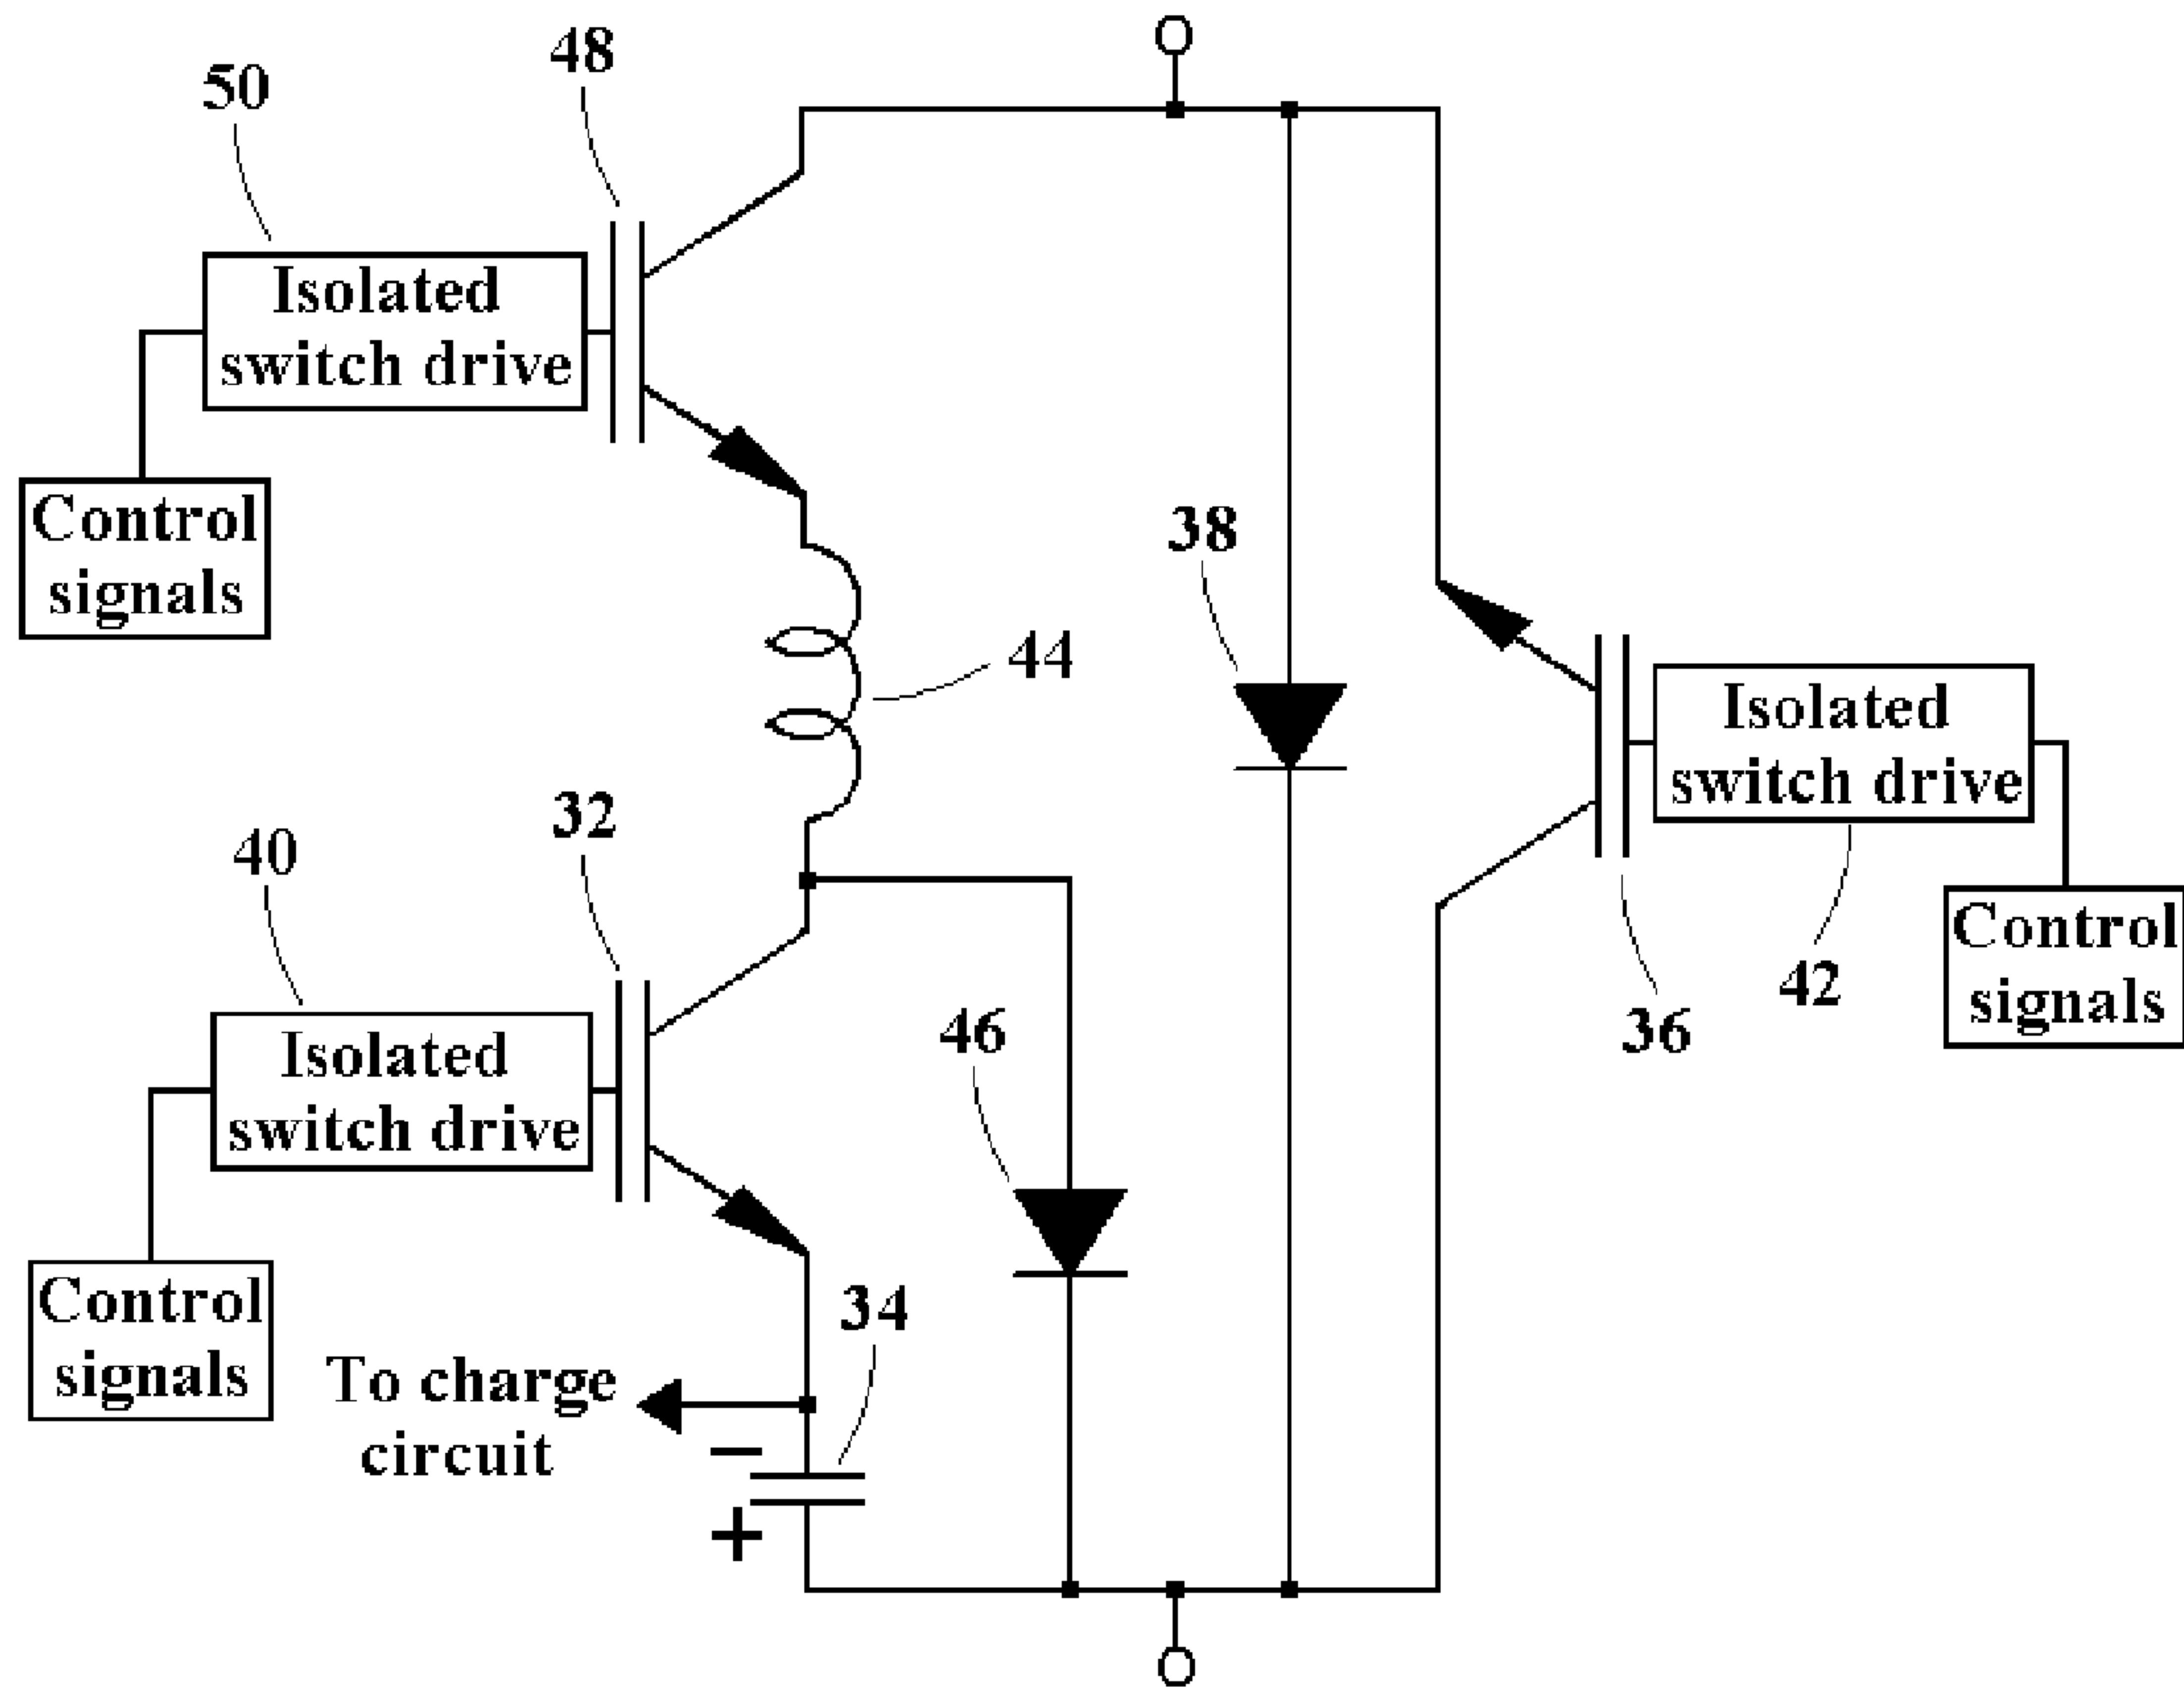 O
48
50
Isolated
switch drive
Control
signals
38
44
Isolated
switch drive
32
40
Control
signals
42
36
46
Isolated
switch drive
Control
signals
34
To charge
circuit
−
+
O